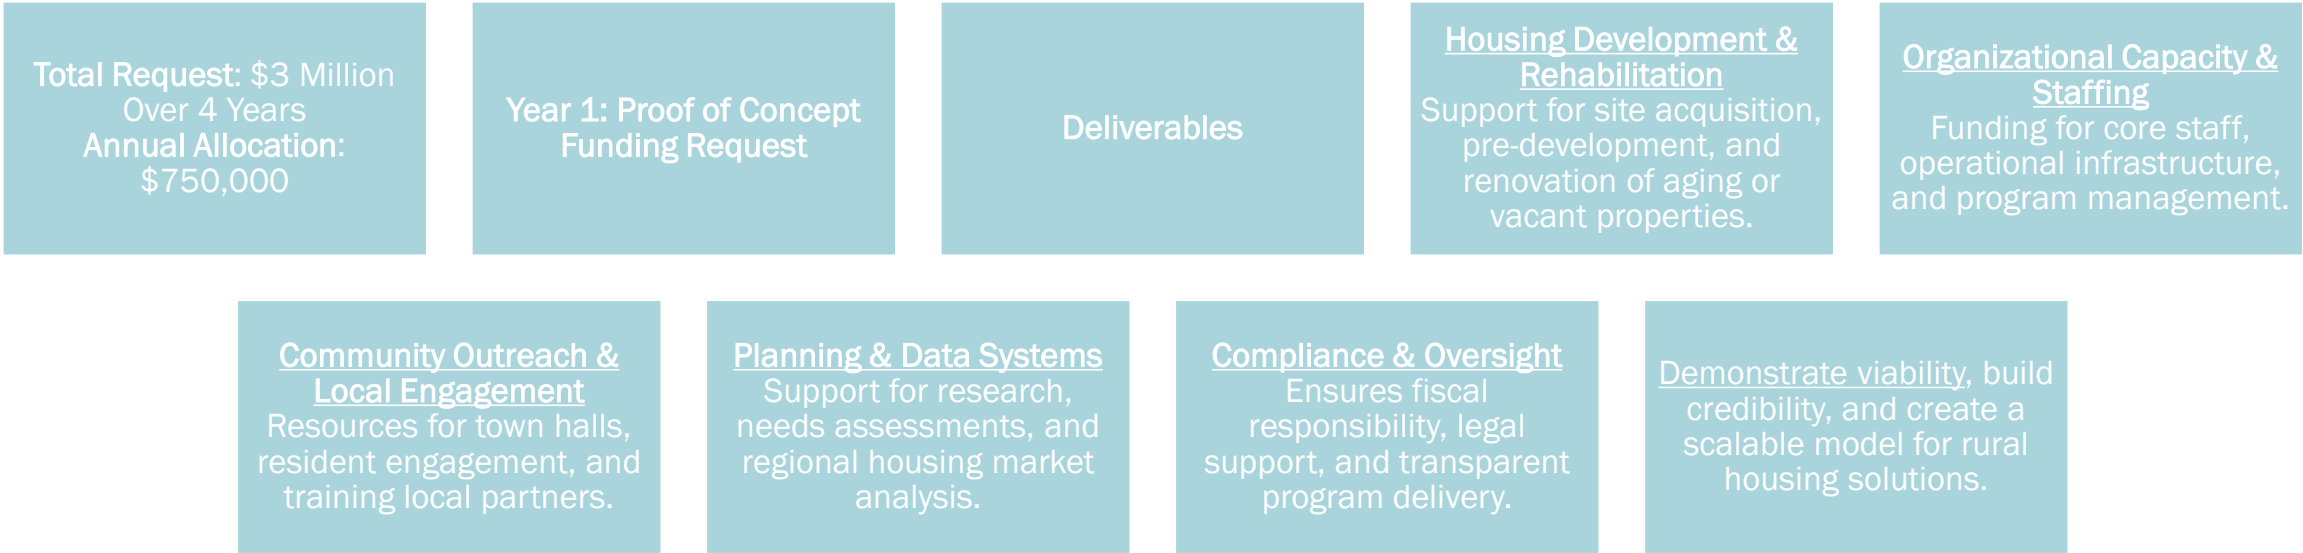 Total Request: $3 Million
Over 4 Years
Annual Allocation:
$750,000
Year 1: Proof of Concept
Funding Request
Deliverables
Housing Development &
Rehabilitation
Support for site acquisition,
pre-development, and
renovation of aging or
vacant properties.
Organizational Capacity &
Staffing
Funding for core staff,
operational infrastructure,
and program management.
Community Outreach &
Local Engagement
Resources for town halls,
resident engagement, and
training local partners.
Planning & Data Systems
Support for research,
needs assessments, and
regional housing market
analysis.
Compliance & Oversight
Ensures fiscal
responsibility, legal
support, and transparent
program delivery.
Demonstrate viability, build
credibility, and create a
scalable model for rural
housing solutions.